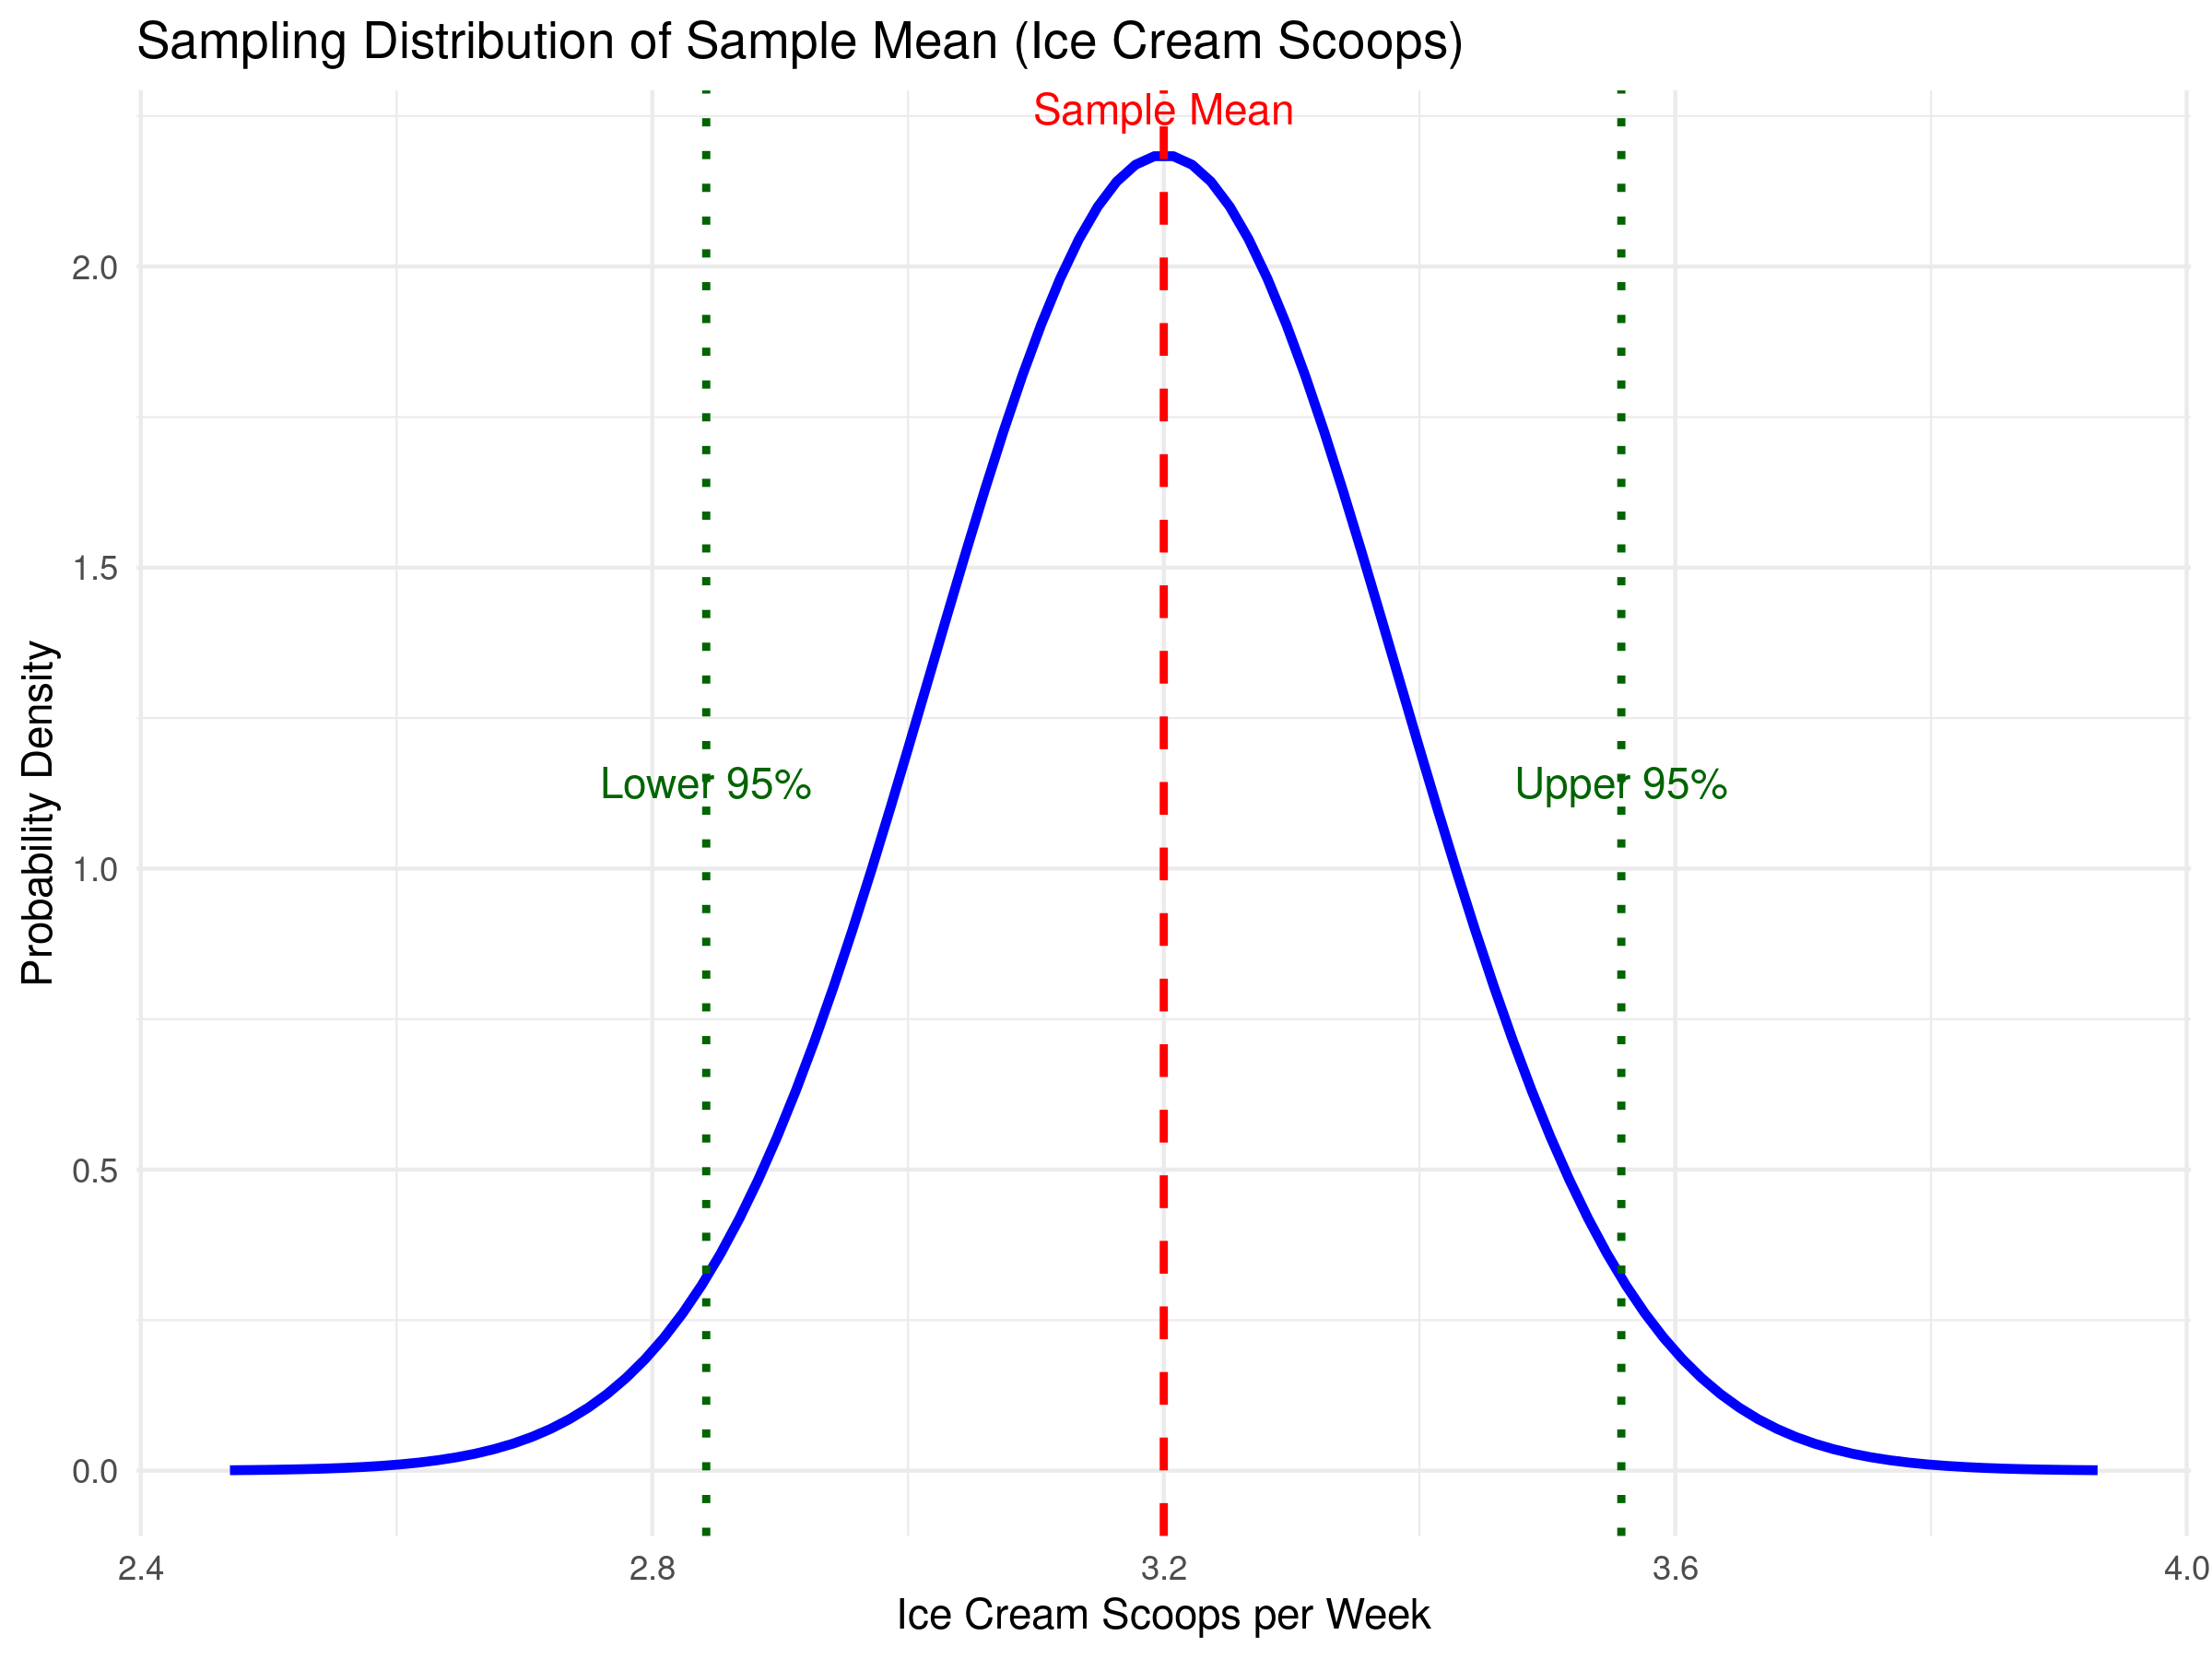 Sampling Distribution of Sample Mean (Ice Cream Scoops)
Sample Mean
2.0
1.5
Lower 95%
Upper 95%
1.0
0.5
0.0
Probability Density
2.4
2.8
3.2
3.6
4.0
Ice Cream Scoops per Week